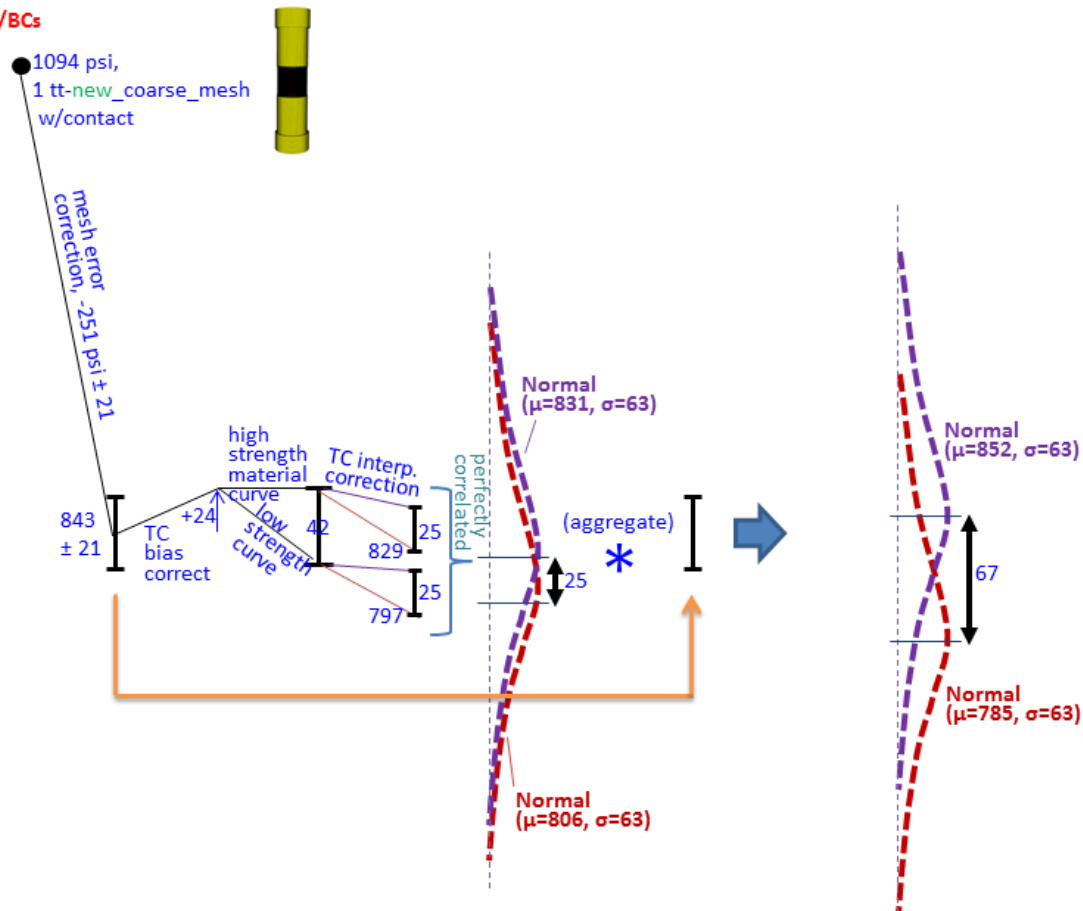 /BCs
1094 psi,
1 tt-new_coarse_mesh
w/contact
mesh error
correction, -251 psi ± 21
843
± 21
TC
bias
correct
+24
high
strength
material
curve
low
strength
curve
42
TC interp.
correction
25
829
25
797
perfectly
correlated
Normal
(μ=831, σ=63)
25
Normal
(μ=806, σ=63)
(aggregate)
*
Normal
(μ=852, σ=63)
67
Normal
(μ=785, σ=63)